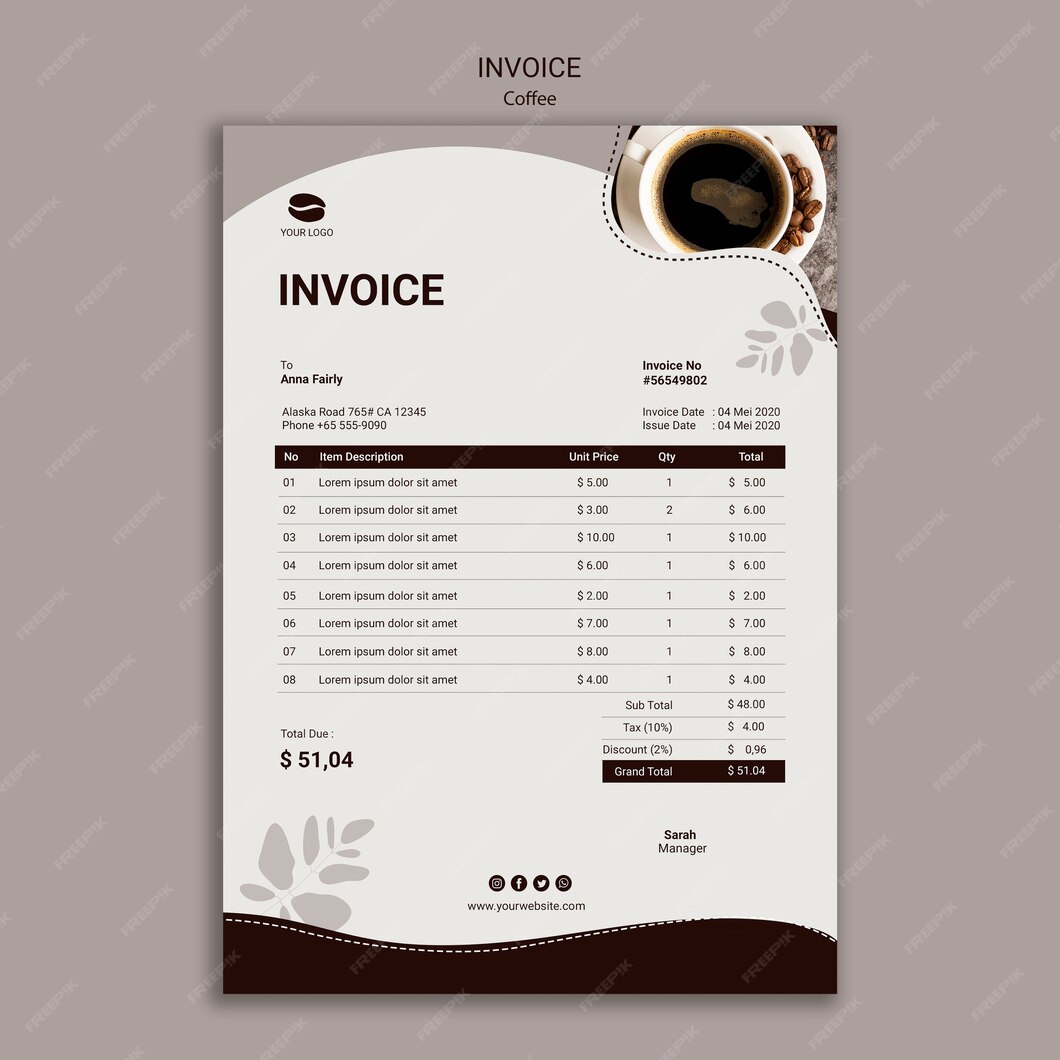 INVOICE
Coffee
YOUR LOGO
INVOICE
To
Anna Fairly
Invoice No
#56549802
Alaska Road 765# CA 12345
Phone +65 555-9090
Invoice Date : 04 Mei 2020
Issue Date : 04 Mei 2020
No Item Description Unit Price Qty Total
01 Lorem ipsum dolor sit amet $ 5.00 1 $ 5.00
02 Lorem ipsum dolor sit amet $ 3.00 2 $ 6.00
03 Lorem ipsum dolor sit amet $ 10.00 1 $ 10.00
04 Lorem ipsum dolor sit amet $ 6.00 1 $ 6.00
05 Lorem ipsum dolor sit amet $ 2.00 1 $ 2.00
06 Lorem ipsum dolor sit amet $ 7.00 1 $ 7.00
07 Lorem ipsum dolor sit amet $ 8.00 1 $ 8.00
08 Lorem ipsum dolor sit amet $ 4.00 1 $ 4.00
Sub Total $ 48.00
Tax (10%) $ 4.00
Discount (2%) $ 0,96
Grand Total $ 51.04
Total Due :
$ 51,04
Sarah
Manager
www.yourwebsite.com
FREEPIK